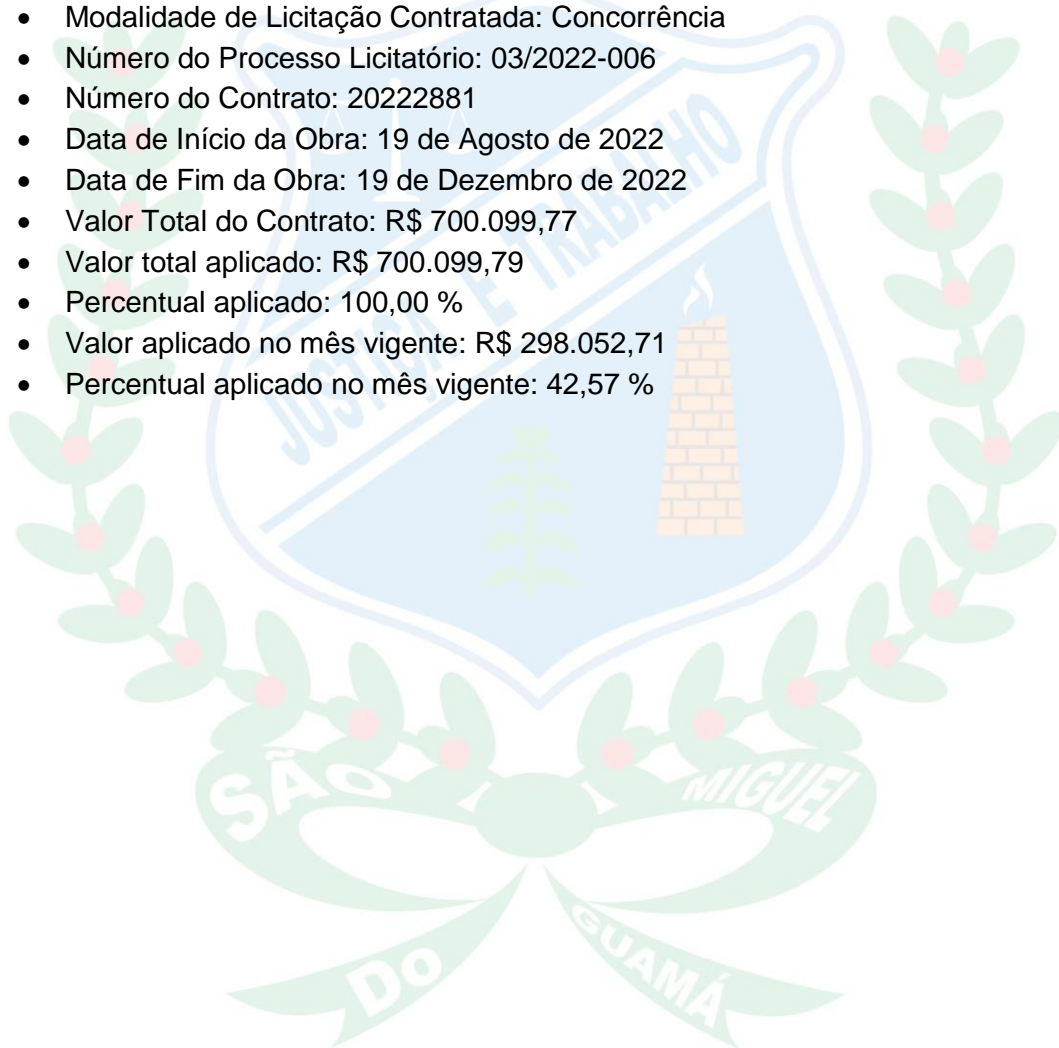 • Modalidade de Licitação Contratada: Concorrência
• Número do Processo Licitatório: 03/2022-006
• Número do Contrato: 20222881
• Data de Início da Obra: 19 de Agosto de 2022
• Data de Fim da Obra: 19 de Dezembro de 2022
• Valor Total do Contrato: R$ 700.099,77
• Valor total aplicado: R$ 700.099,79
• Percentual aplicado: 100,00 %
• Valor aplicado no mês vigente: R$ 298.052,71
• Percentual aplicado no mês vigente: 42,57 %
JUSTIÇA E TRABALHO
SÃO MIGUEL
DO GUAMÁ